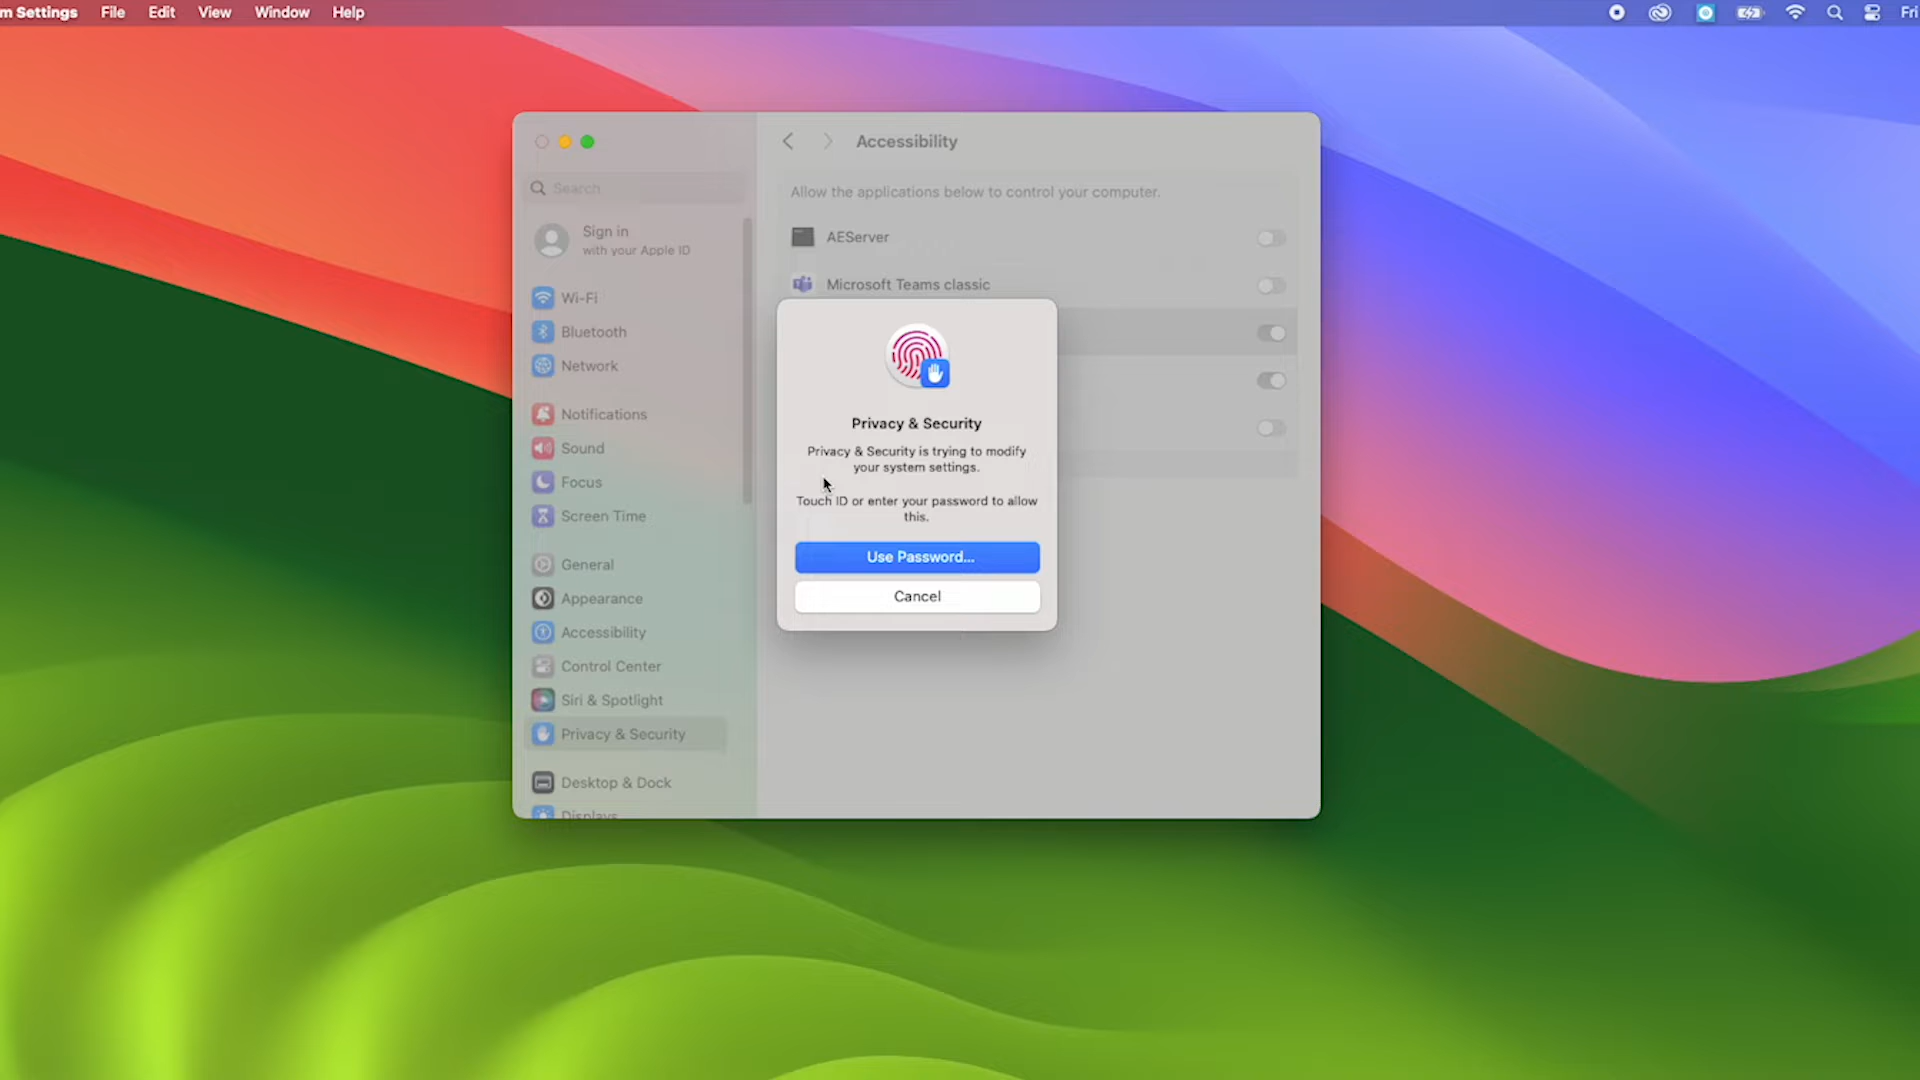 m Settings File Edit View Window Help Fri
Accessibility
Search
Allow the applications below to control your computer.
Sign in
with your Apple ID
AEServer
Microsoft Teams classic
Wi-Fi
Bluetooth
Network
Notifications
Sound
Focus
Screen Time
General
Appearance
Accessibility
Control Center
Siri & Spotlight
Privacy & Security
Desktop & Dock
Displays
Privacy & Security
Privacy & Security is trying to modify
your system settings.
Touch ID or enter your password to allow
this.
Use Password...
Cancel